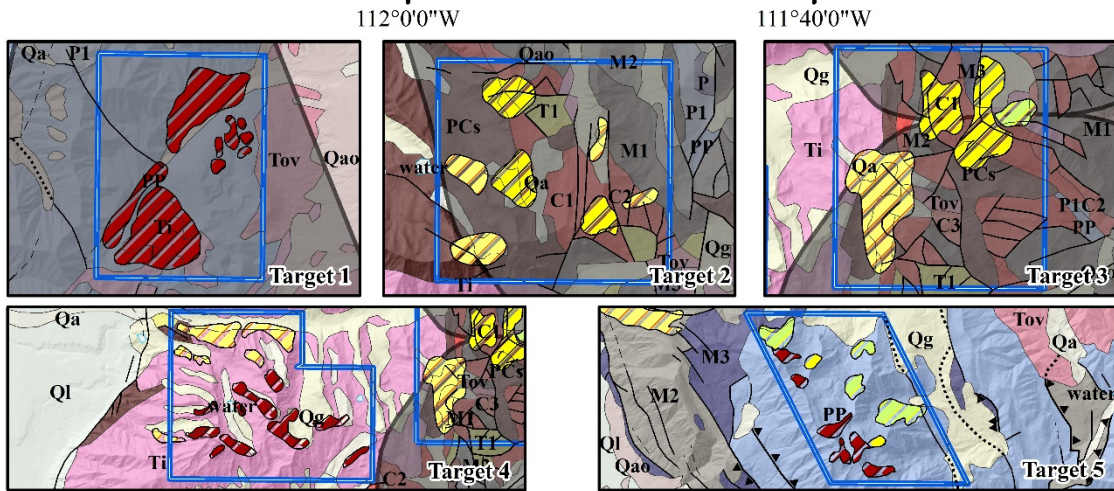 112°0'0"W
111°40'0"W
Qa
P1
Tov
Qao
Ti
Target 1
Qao
M2
P
T1
PCs
P1
water
M1
PP
Qa
C1
C2
Qg
Tov
Ti
Target 2
Qg
M3
C1
M1
M2
Ti
Qa
PCs
Tov
P1C2
C3
PP
T1
Target 3
Qa
C1
PCs
Tov
Ql
water
Qg
C3
M1
T1
Ti
C2
Target 4
Tov
Qg
M3
Qa
M2
PP
water
Ql
Qao
Target 5